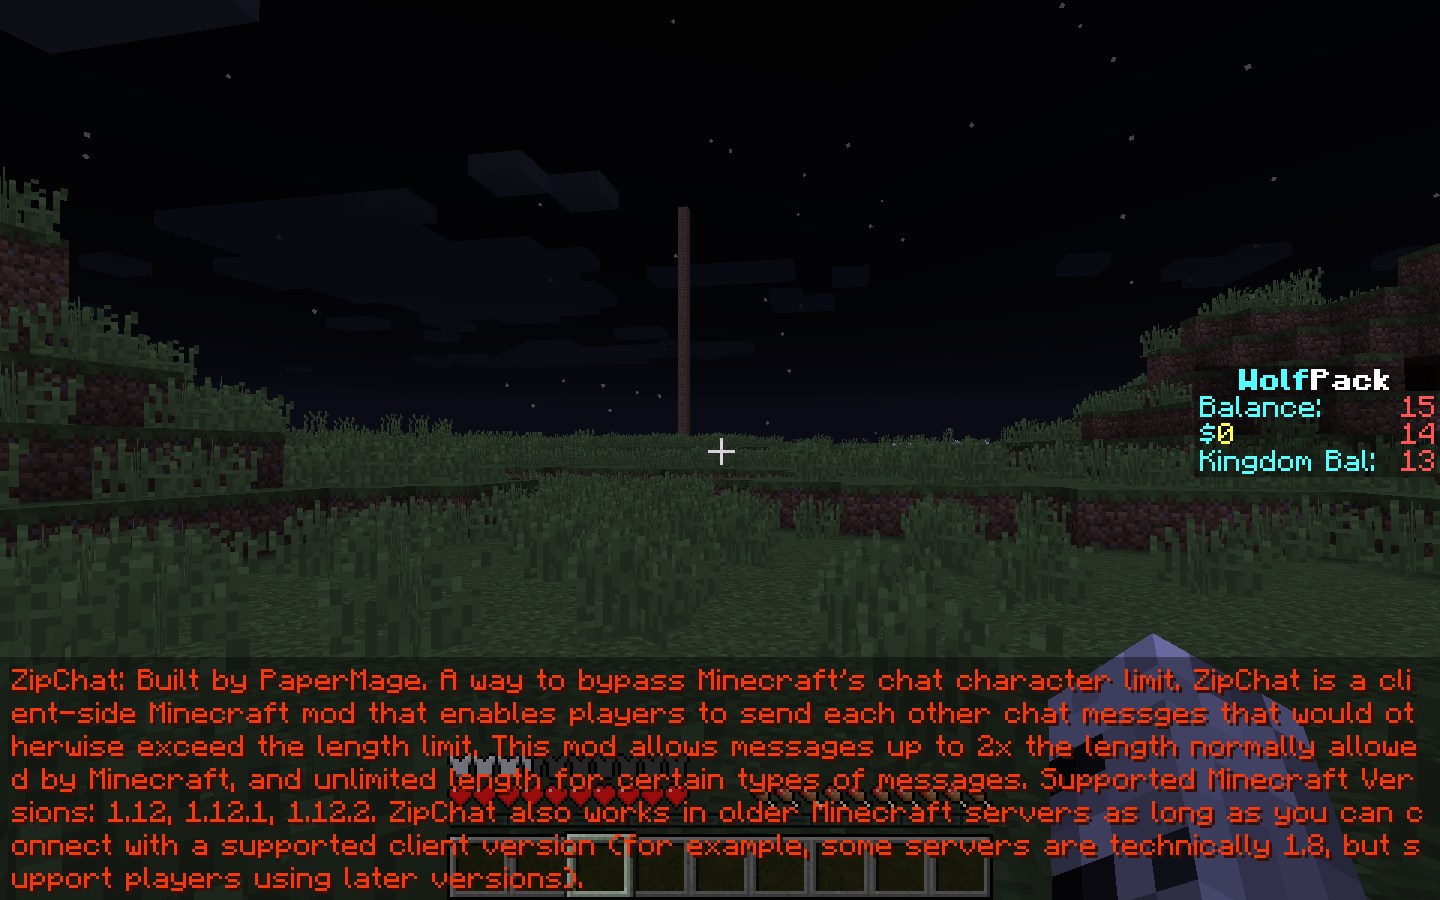 WolfPack
Balance: 15
$0 14
Kingdom Bal: 13
ZipChat: Built by PaperMage. A way to bypass Minecraft's chat character limit. ZipChat is a cli
ent-side Minecraft mod that enables players to send each other chat messges that would ot
herwise exceed the length limit. This mod allows messages up to 2x the length normally allowe
d by Minecraft, and unlimited length for certain types of messages. Supported Minecraft Ver
sions: 1.12, 1.12.1, 1.12.2. ZipChat also works in older Minecraft servers as long as you can c
onnect with a supported client version (for example, some servers are technically 1.8, but s
upport players using later versions).